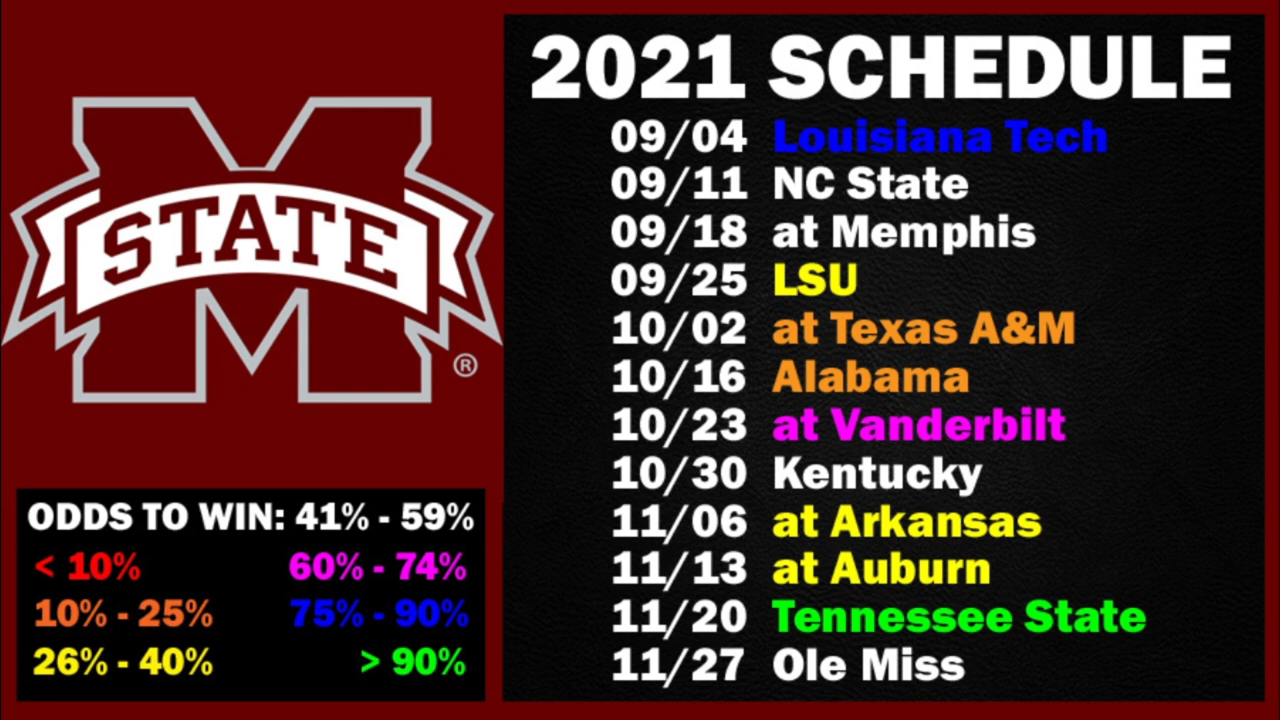 STATE
®
ODDS TO WIN: 41% - 59%
< 10% 60% - 74%
10% - 25% 75% - 90%
26% - 40% > 90%
2021 SCHEDULE
09/04 Louisiana Tech
09/11 NC State
09/18 at Memphis
09/25 LSU
10/02 at Texas A&M
10/16 Alabama
10/23 at Vanderbilt
10/30 Kentucky
11/06 at Arkansas
11/13 at Auburn
11/20 Tennessee State
11/27 Ole Miss